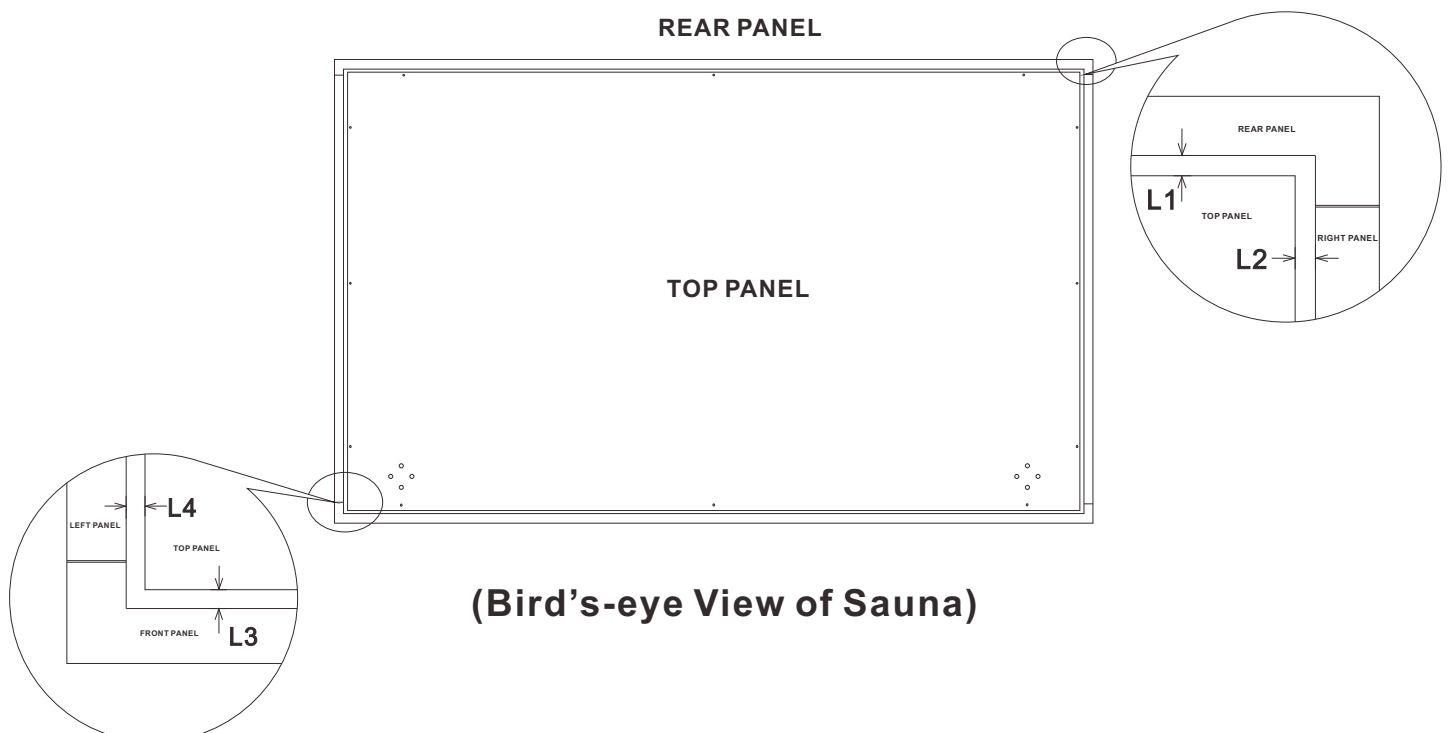 REAR PANEL
REAR PANEL
L1
TOP PANEL
RIGHT PANEL
L2
TOP PANEL
L4
LEFT PANEL
TOP PANEL
FRONT PANEL
L3
(Bird's-eye View of Sauna)